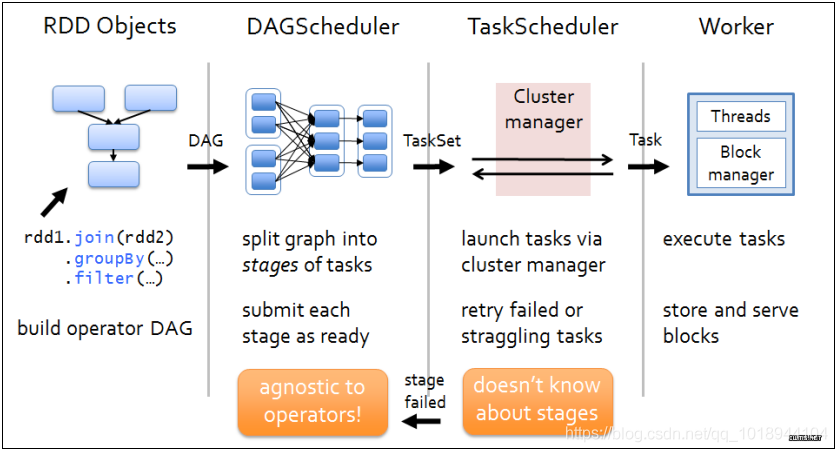 RDD Objects
DAGScheduler
TaskScheduler
Worker
DAG
TaskSet
Cluster
manager
Task
Threads
Block
manager
rdd1.join(rdd2)
.groupBy(…)
.filter(…)
build operator DAG
split graph into
stages of tasks
submit each
stage as ready
launch tasks via
cluster manager
retry failed or
straggling tasks
execute tasks
store and serve
blocks
agnostic to
operators!
stage
failed
doesn't know
about stages
https://blog.csdn.net/qq_1018944104